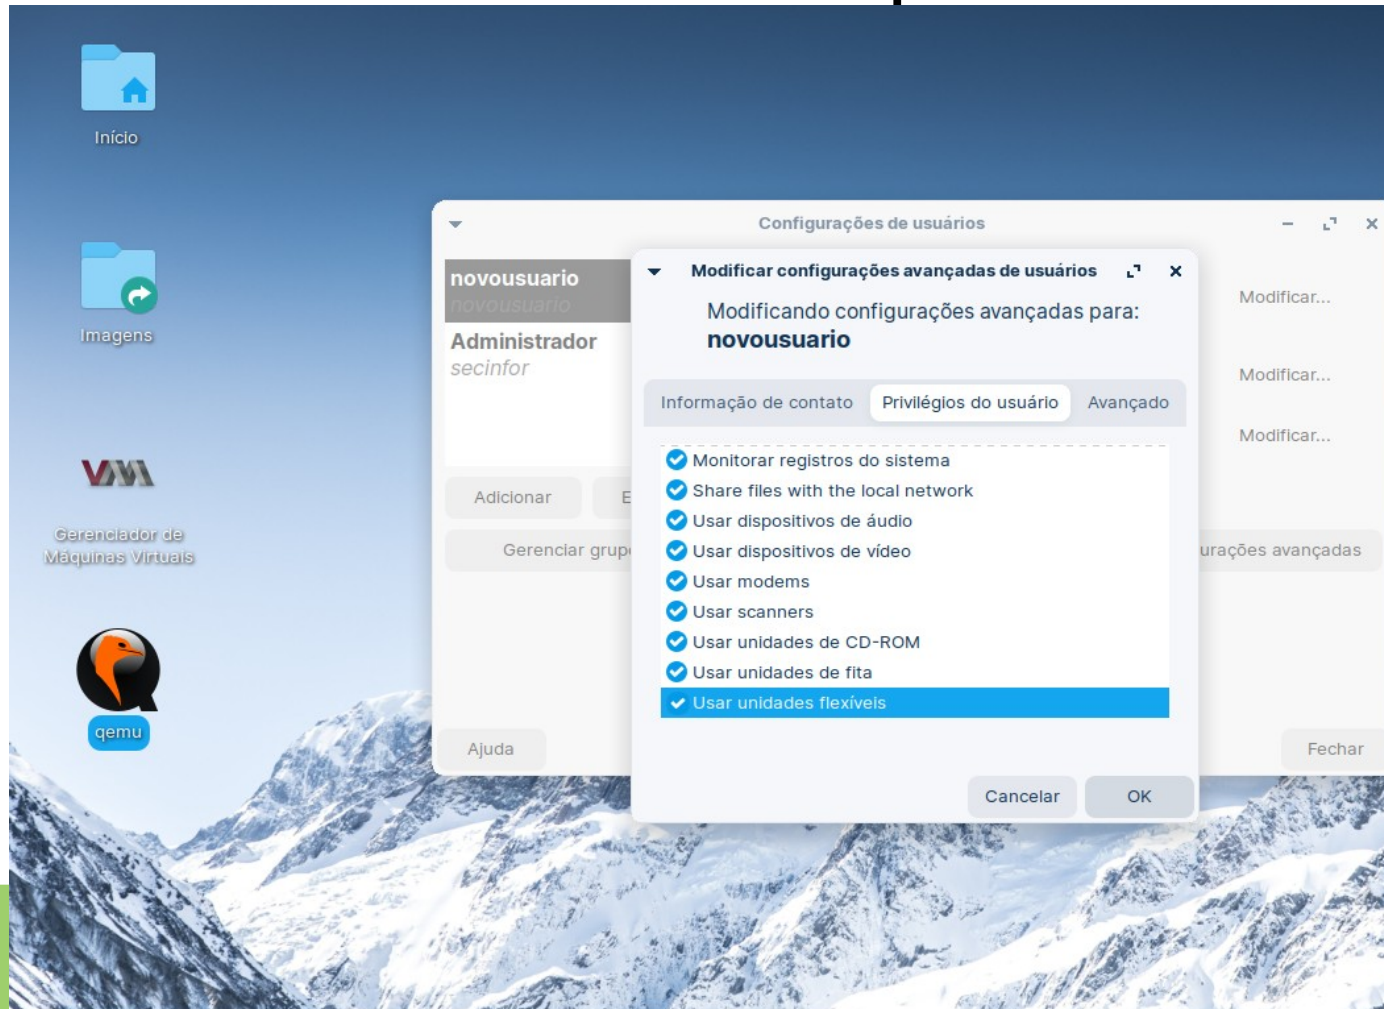 Início
Imagens
Gerenciador de
Máquinas Virtuais
qemu
Configurações de usuários
novousuario
novousuario
Administrador
secinfor
Modificar...
Modificar...
Modificar...
Adicionar
E
Gerenciar grup
urações avançadas
Ajuda
Fechar
Modificar configurações avançadas de usuários
Modificando configurações avançadas para:
novousuario
Informação de contato Privilégios do usuário Avançado
Monitorar registros do sistema
Share files with the local network
Usar dispositivos de áudio
Usar dispositivos de vídeo
Usar modems
Usar scanners
Usar unidades de CD-ROM
Usar unidades de fita
Usar unidades flexíveis
Cancelar OK